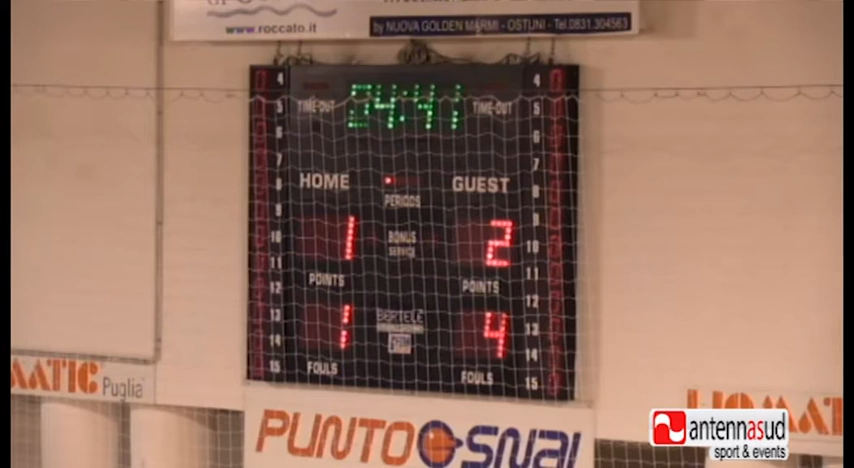 www.roccato.it
by NUOVA GOLDEN MARMI - OSTUNI - Tel.0831.304563
4 04:41 4
5 TIME-OUT TIME-OUT 5
6 6
7 7
8 HOME GUEST 8
PERIODS
9 9
10 1 BONUS 2 10
SERVICE
11 11
POINTS POINTS
12 12
13 1 BERTELÈ 4 13
14 14
15 FOULS FOULS 15
MATIC Puglia
PUNTO SNAI
antennasud
sport & events